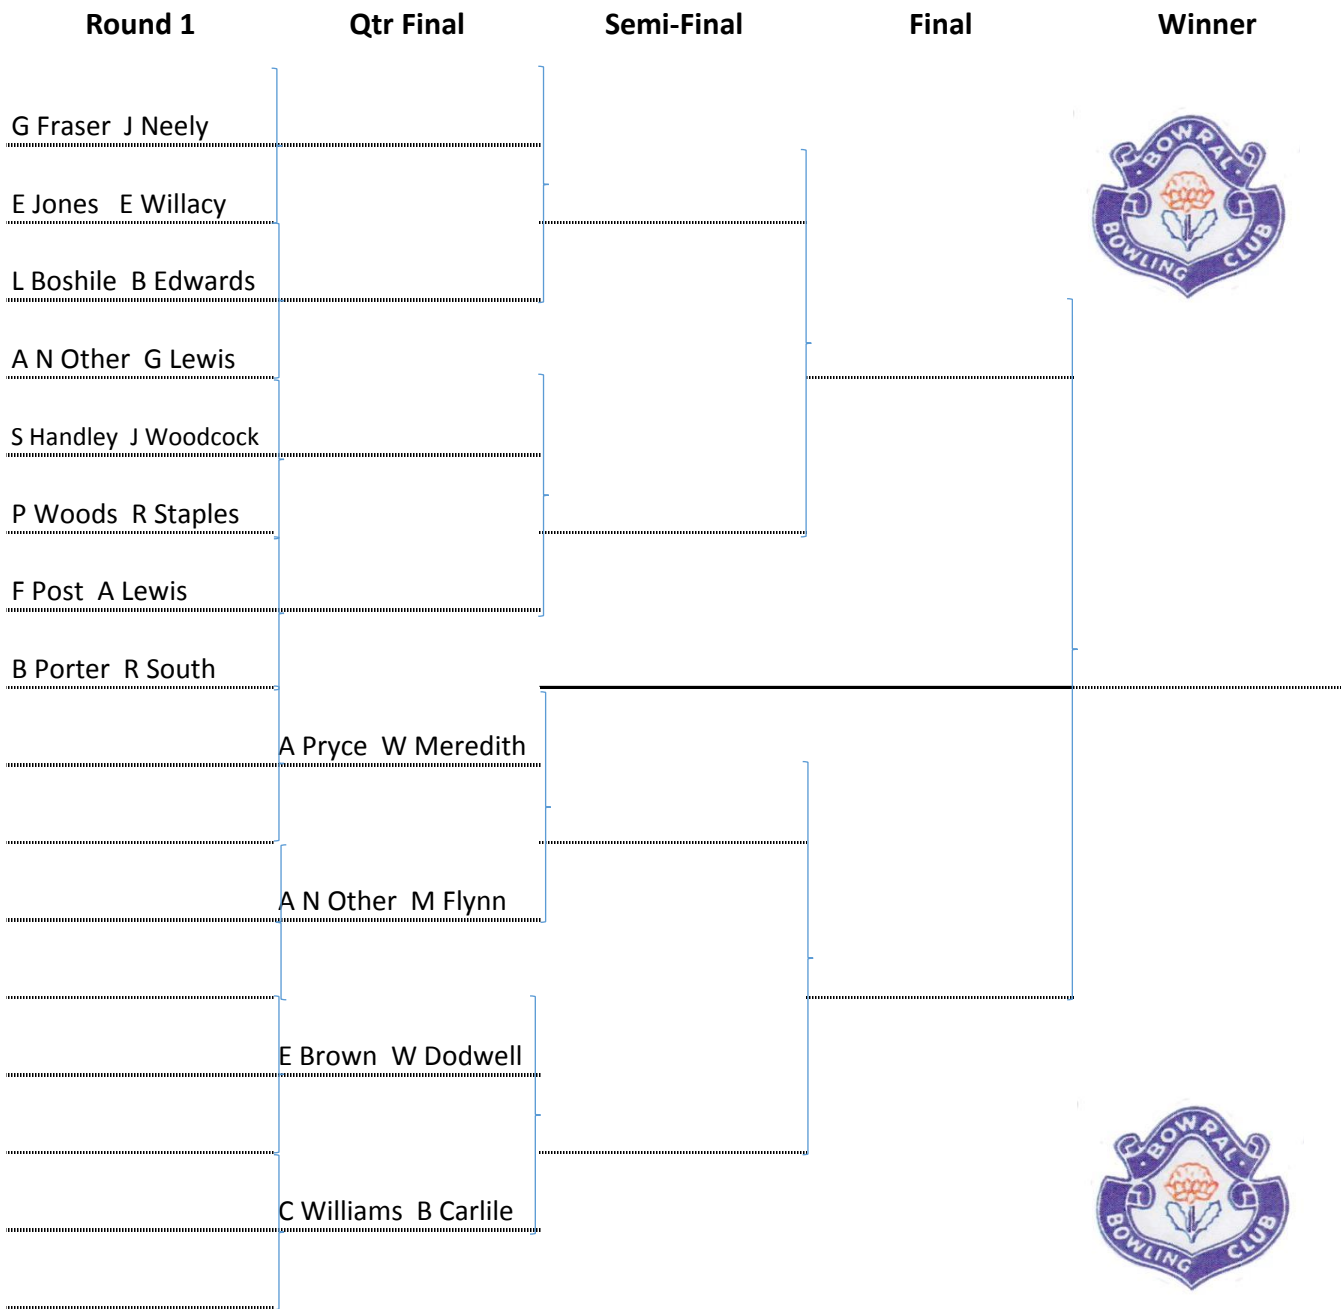 Round 1 Qtr Final Semi-Final Final Winner
G Fraser J Neely
E Jones E Willacy
L Boshile B Edwards
A N Other G Lewis
S Handley J Woodcock
P Woods R Staples
F Post A Lewis
B Porter R South
A Pryce W Meredith
A N Other M Flynn
E Brown W Dodwell
C Williams B Carlile
BOWRAL
BOWLING CLUB
BOWRAL
BOWLING CLUB